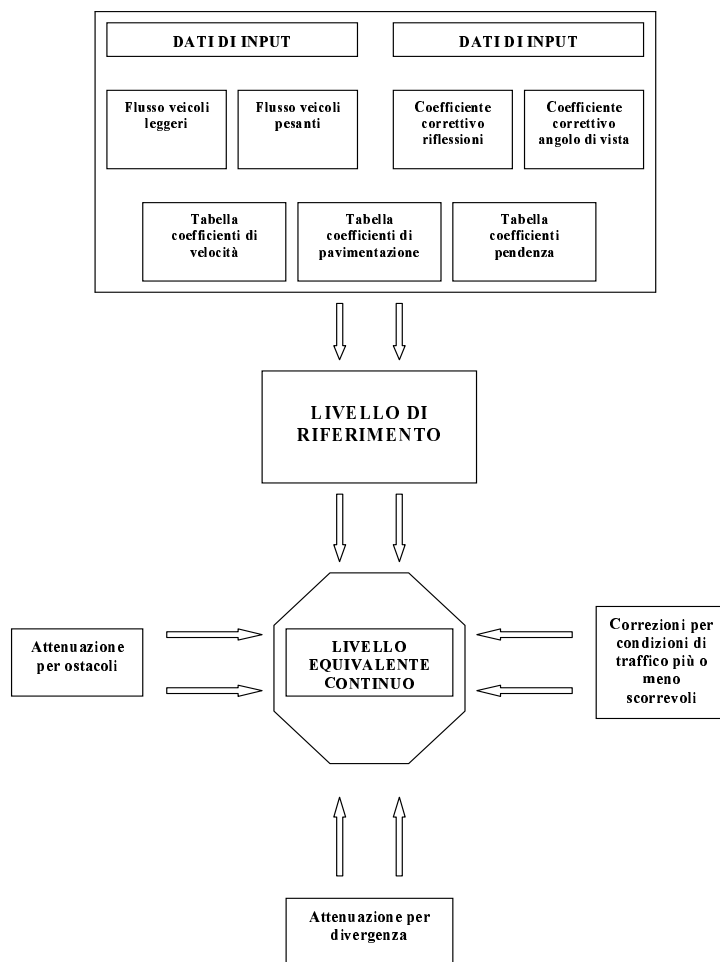 DATI DI INPUT
DATI DI INPUT
Flusso veicoli
leggeri
Flusso veicoli
pesanti
Coefficiente
correttivo
riflessioni
Coefficiente
correttivo
angolo di vista
Tabella
coefficienti di
velocità
Tabella
coefficienti di
pavimentazione
Tabella
coefficienti
pendenza
LIVELLO DI
RIFERIMENTO
Attenuazione
per ostacoli
LIVELLO
EQUIVALENTE
CONTINUO
Correzioni per
condizioni di
traffico più o
meno
scorrevoli
Attenuazione per
divergenza